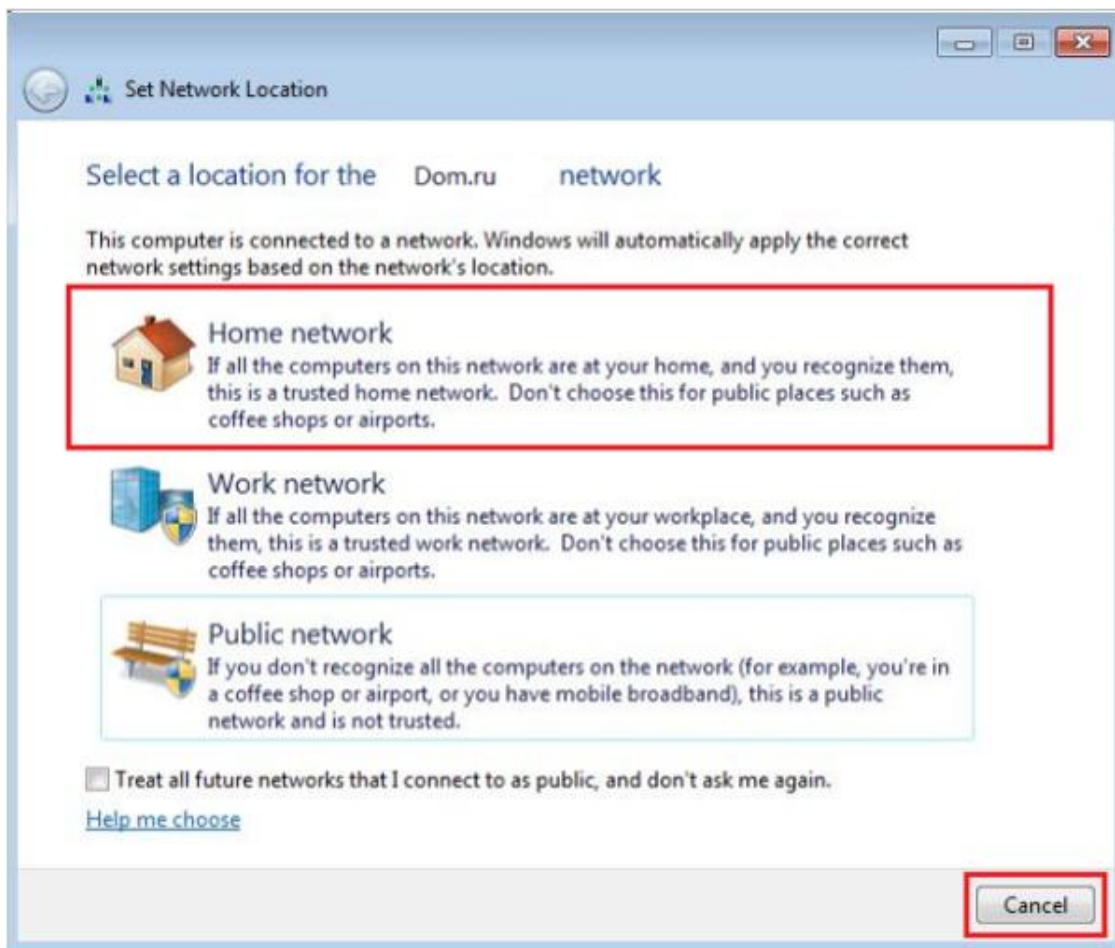 Set Network Location
Select a location for the Dom.ru network
This computer is connected to a network. Windows will automatically apply the correct
network settings based on the network's location.
Home network
If all the computers on this network are at your home, and you recognize them,
this is a trusted home network. Don't choose this for public places such as
coffee shops or airports.
Work network
If all the computers on this network are at your workplace, and you recognize
them, this is a trusted work network. Don't choose this for public places such as
coffee shops or airports.
Public network
If you don't recognize all the computers on the network (for example, you're in
a coffee shop or airport, or you have mobile broadband), this is a public
network and is not trusted.
Treat all future networks that I connect to as public, and don't ask me again.
Help me choose
Cancel